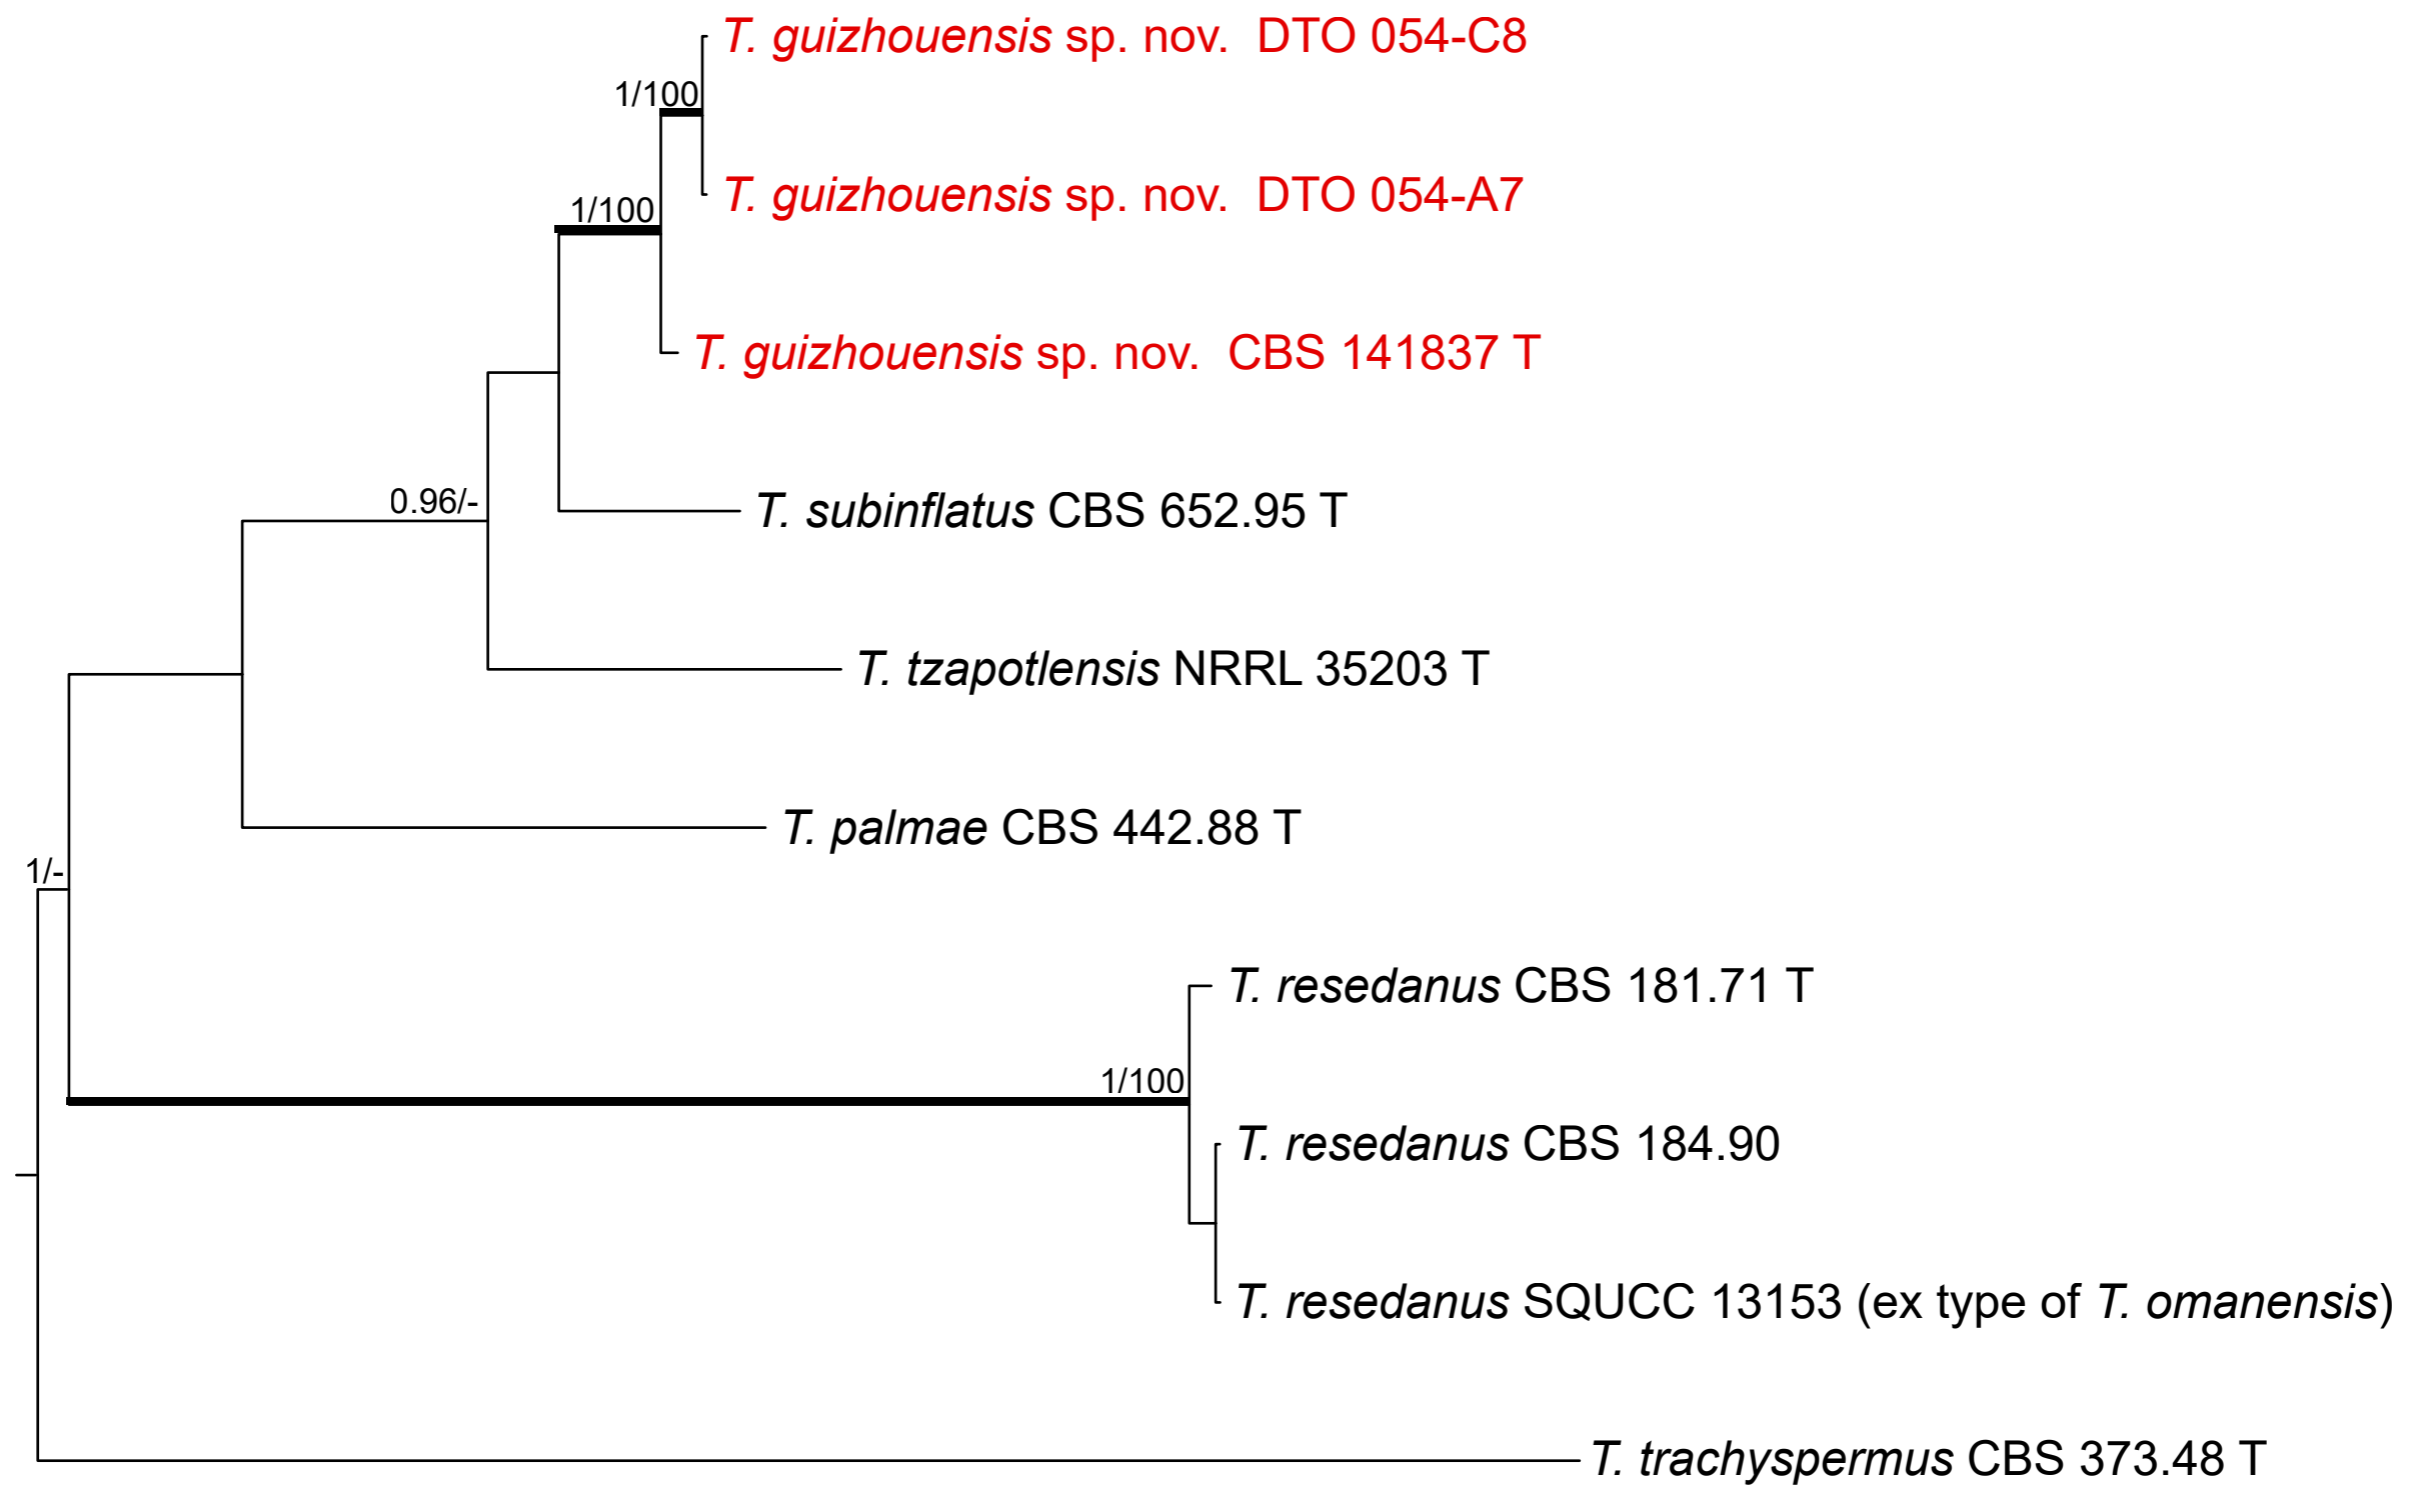 T. guizhouensis sp. nov. DTO 054-C8
1/100
T. guizhouensis sp. nov. DTO 054-A7
1/100
T. guizhouensis sp. nov. CBS 141837 T
0.96/-
T. subinflatus CBS 652.95 T
T. tzapotlensis NRRL 35203 T
T. palmae CBS 442.88 T
1/-
T. resedanus CBS 181.71 T
1/100
T. resedanus CBS 184.90
T. resedanus SQUCC 13153 (ex type of T. omanensis)
T. trachyspermus CBS 373.48 T